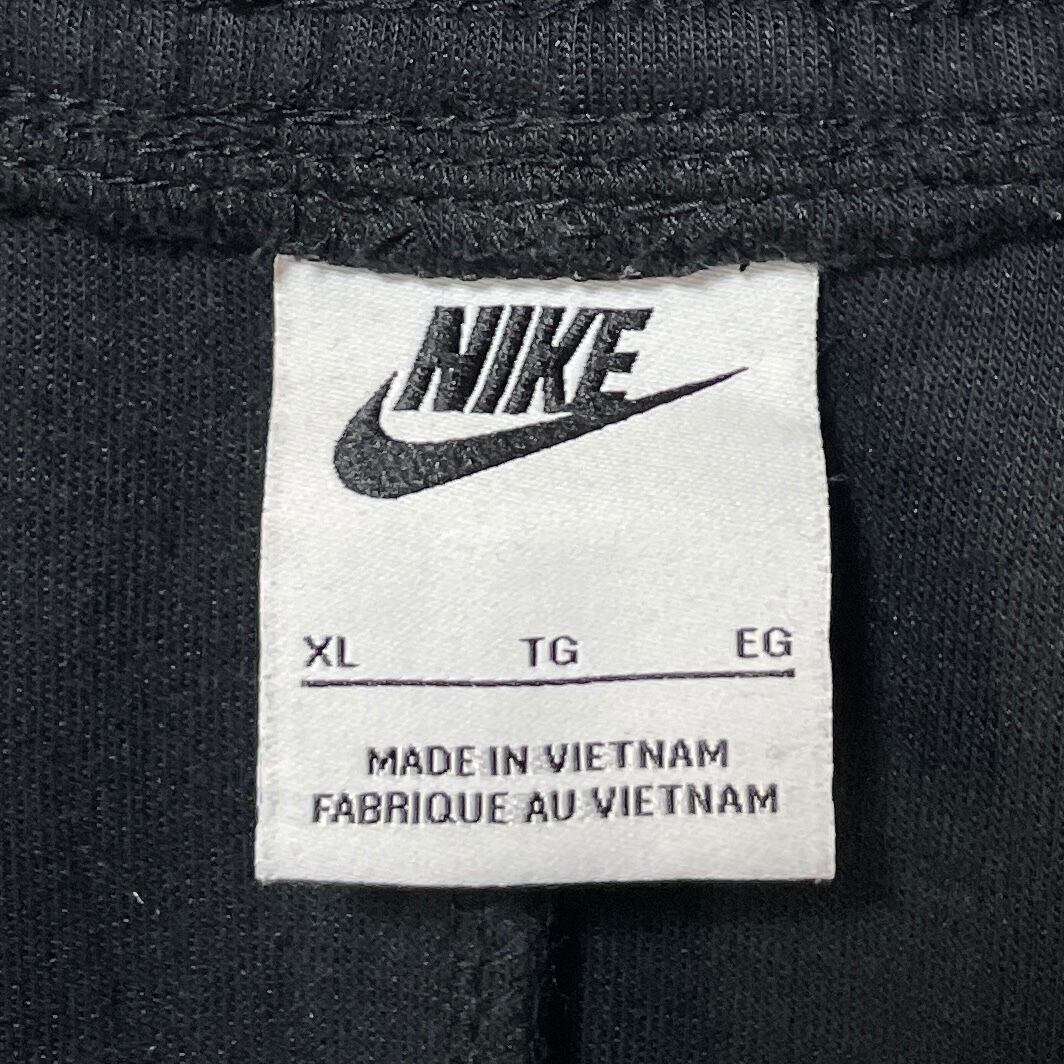 NIKE
XL TG EG
MADE IN VIETNAM
FABRIQUE AU VIETNAM